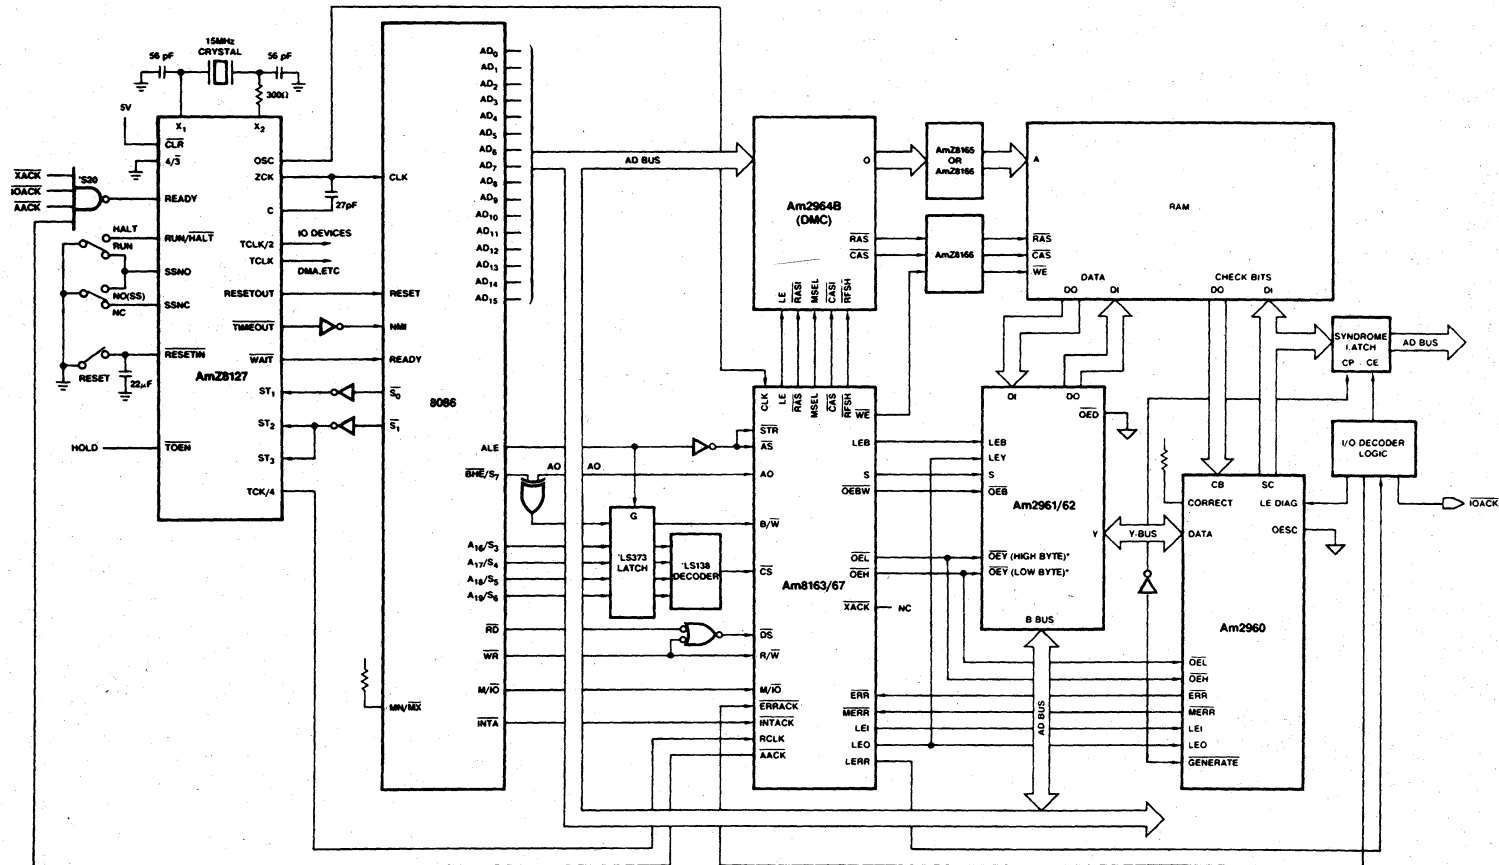 15MHz
CRYSTAL
56 pF
56 pF
300Ω
5V
X1
X2
CLR
4/3
OSC
ZCK
C
27pF
XACK
IOACK
AACK
'S20
READY
HALT
RUN
RUN/HALT
SSNO
NO(SS)
NC
SSNC
RESETIN
RESET
22μF
AmZ8127
IO DEVICES
TCLK/2
TCLK
DMA,ETC
RESETOUT
TIMEOUT
WAIT
ST1
ST2
ST3
HOLD
TOEN
TCK/4
CLK
RESET
NMI
READY
S0
S1
8086
MN/MX
AD0
AD1
AD2
AD3
AD4
AD5
AD6
AD7
AD8
AD9
AD10
AD11
AD12
AD13
AD14
AD15
ALE
BHE/S7
A16/S3
A17/S4
A18/S5
A19/S6
RD
WR
M/IO
INTA
AD BUS
AO
AO
G
'LS373
LATCH
'LS138
DECODER
Am2964B
(DMC)
O
RAS
CAS
LE
RASI
MSEL
CASI
RFSH
AmZ8165
OR
AmZ8166
AmZ8166
A
RAM
RAS
CAS
WE
DATA
DO
DI
CHECK BITS
DO
DI
SYNDROME
LATCH
CP
CE
AD BUS
CLK
LE
RAS
MSEL
CAS
RFSH
WE
STR
AS
AO
B/W
CS
DS
R/W
M/IO
ERRACK
INTACK
RCLK
AACK
Am8163/67
LEB
S
OEBW
OEL
OEH
XACK
NC
ERR
MERR
LEI
LEO
LERR
DI
DO
OED
LEB
LEY
S
OEB
Am2961/62
Y
OEY (HIGH BYTE)*
OEY (LOW BYTE)*
B BUS
AD BUS
Y-BUS
I/O DECODER
LOGIC
IOACK
CB
SC
CORRECT
LE DIAG
OESC
DATA
Am2960
OEL
OEH
ERR
MERR
LEI
LEO
GENERATE